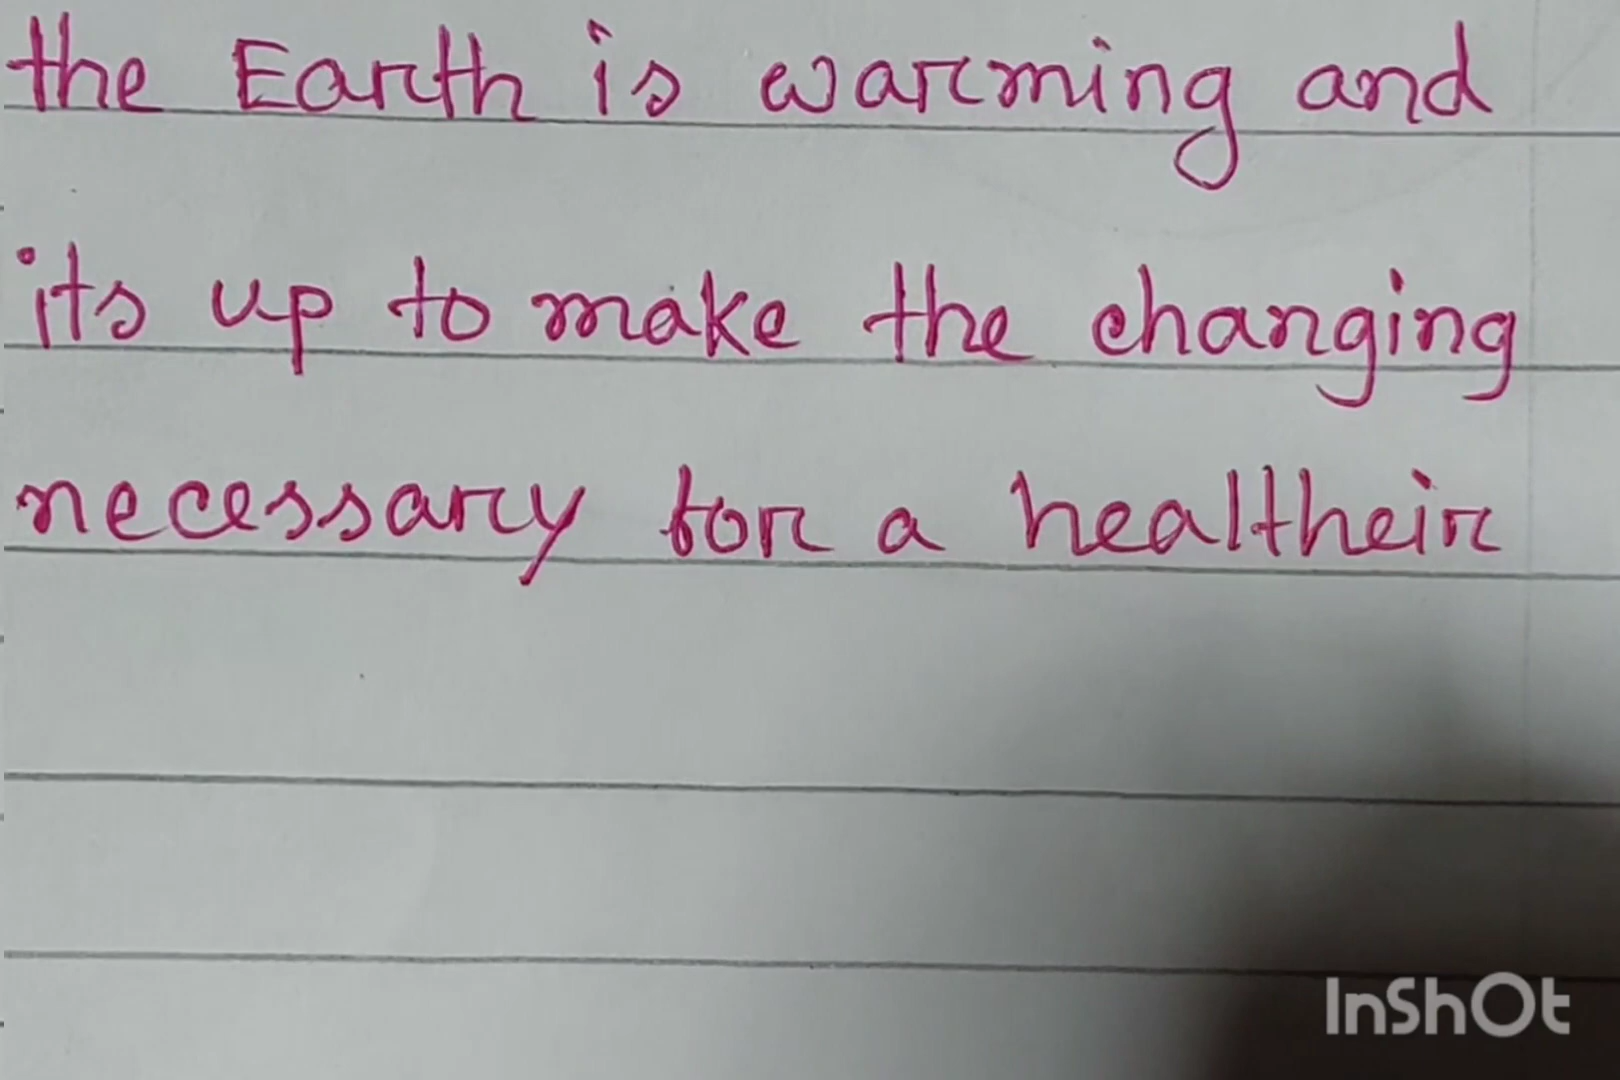 the Earth is warming and
its up to make the changing
necessary for a healtheir
InShOt